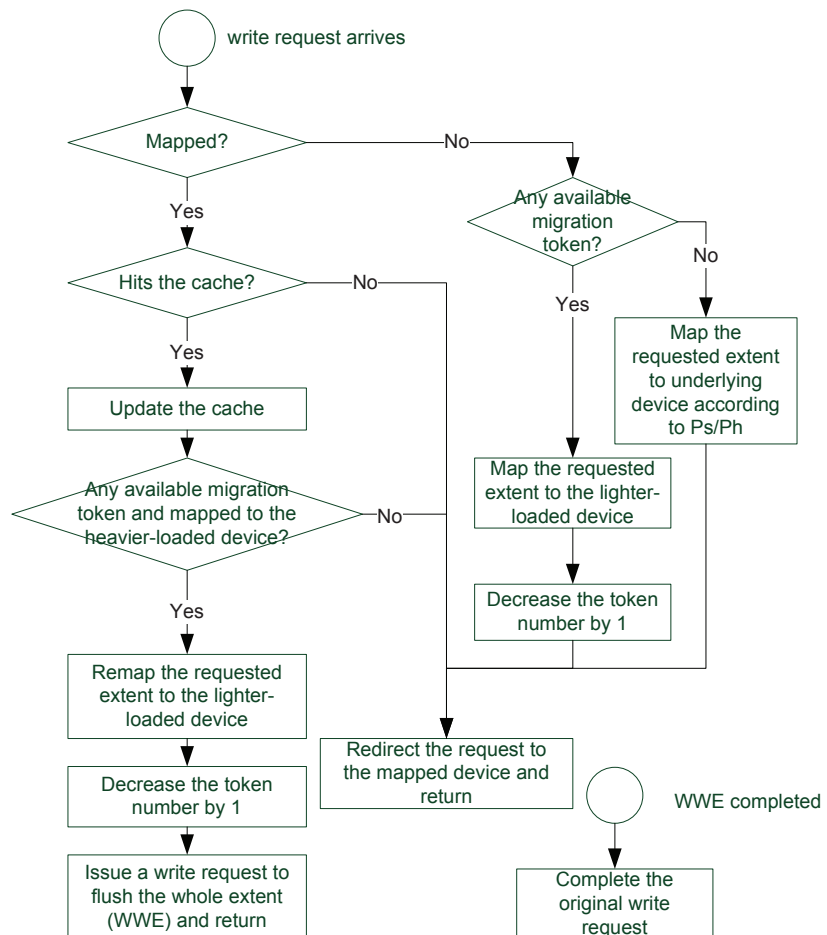 write request arrives
Mapped?
No
Yes
Any available
migration
token?
No
Yes
Hits the cache?
No
Yes
Map the
requested extent
to underlying
device according
to Ps/Ph
Update the cache
Map the requested
extent to the lighter-
loaded device
Any available migration
token and mapped to the
heavier-loaded device?
No
Yes
Decrease the token
number by 1
Remap the requested
extent to the lighter-
loaded device
Redirect the request to
the mapped device and
return
Decrease the token
number by 1
WWE completed
Issue a write request to
flush the whole extent
(WWE) and return
Complete the
original write
request